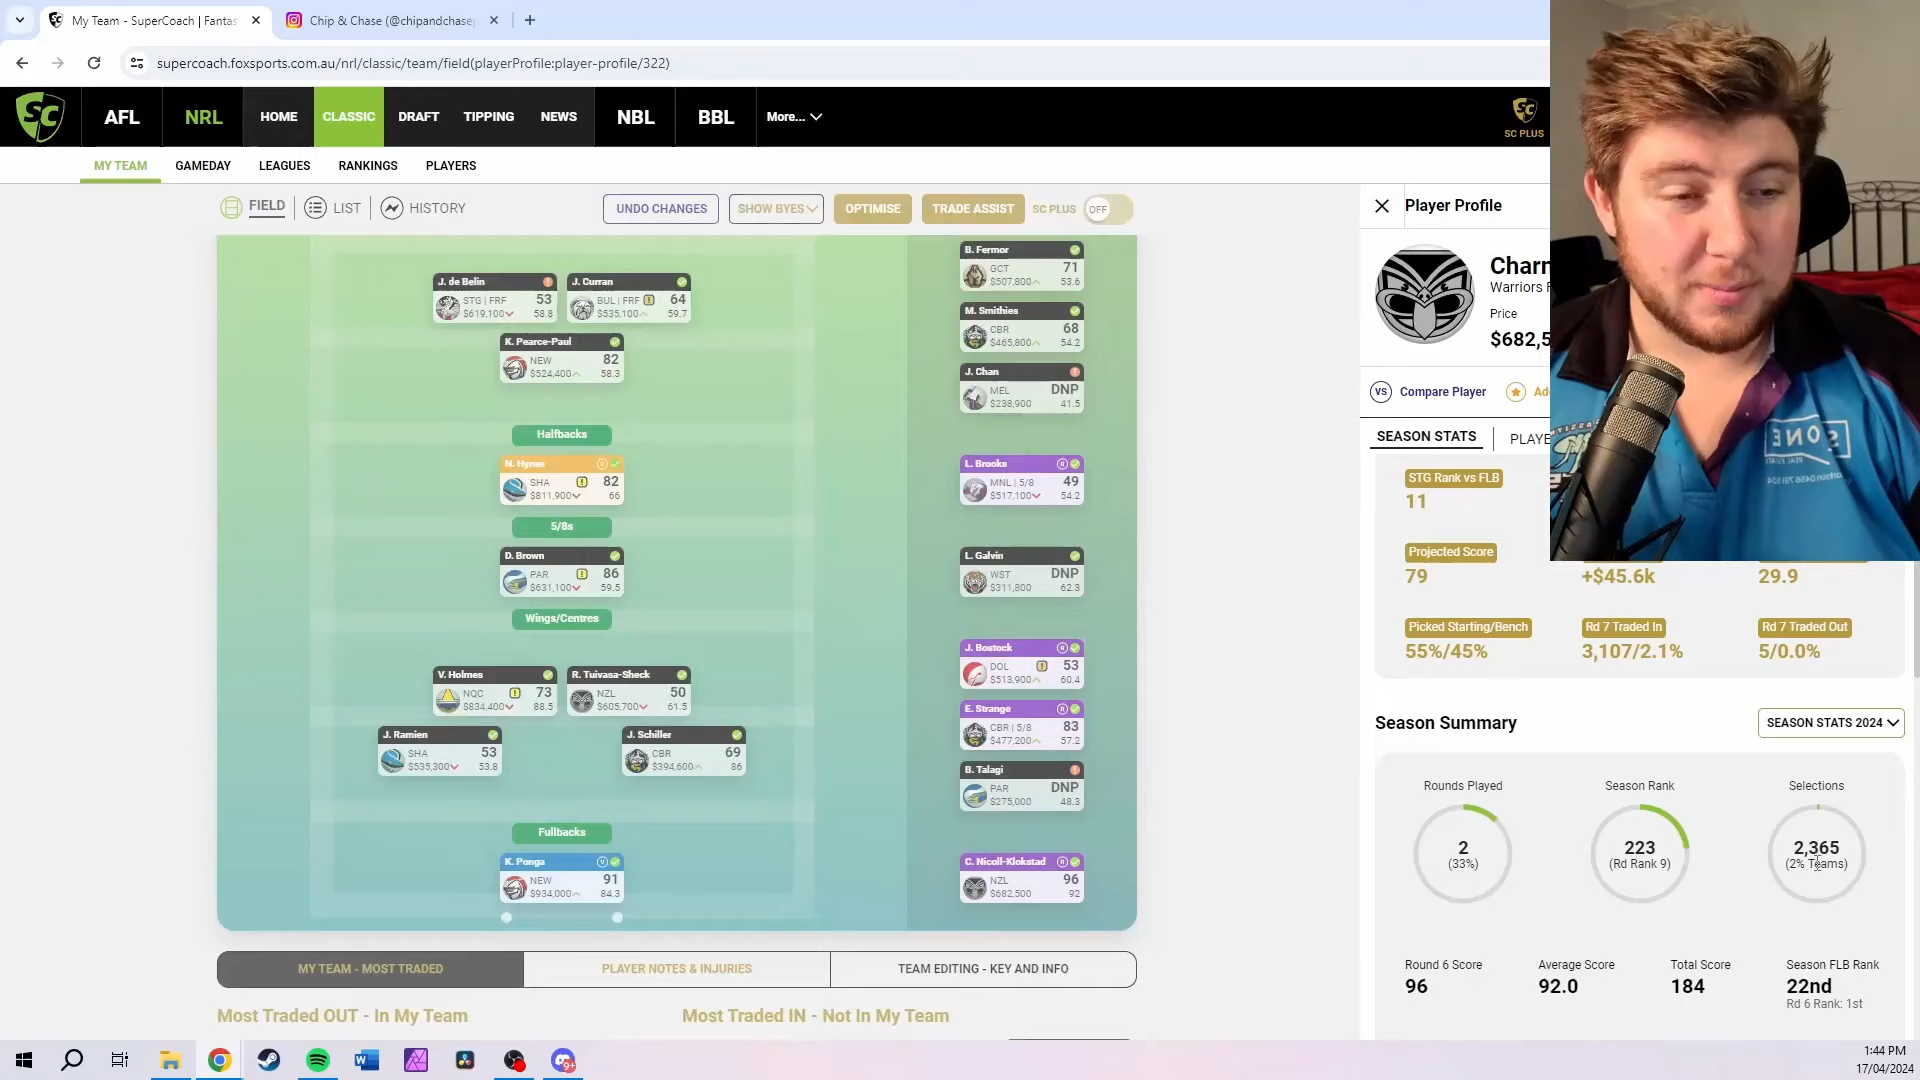 My Team - SuperCoach | Fantas
Chip & Chase (@chipandchase
supercoach.foxsports.com.au/nrl/classic/team/field(playerProfile:player-profile/322)
SC
AFL
NRL
HOME
CLASSIC
DRAFT
TIPPING
NEWS
NBL
BBL
More...
SC PLUS
MY TEAM
GAMEDAY
LEAGUES
RANKINGS
PLAYERS
FIELD
LIST
HISTORY
UNDO CHANGES
SHOW BYES
OPTIMISE
TRADE ASSIST
SC PLUS
OFF
J. de Belin
STG | FRF 53
$619,100 58.8
J. Curran
BUL | FRF 64
$535,100 59.7
K. Pearce-Paul
NEW 82
$524,400 58.3
Halfbacks
N. Hynes
SHA 82
$811,900 66
5/8s
D. Brown
PAR 86
$631,100 59.5
Wings/Centres
V. Holmes
NQC 73
$834,400 88.5
R. Tuivasa-Sheck
NZL 50
$605,700 61.5
J. Ramien
SHA 53
$535,300 53.8
J. Schiller
CBR 69
$394,600 86
Fullbacks
K. Ponga
NEW 91
$934,000 84.3
B. Fermor
GCT 71
$507,800 53.6
M. Smithies
CBR 68
$465,800 54.2
J. Chan
MEL DNP
$238,900 41.5
L. Brooks
MNL | 5/8 49
$517,100 54.2
L. Galvin
WST DNP
$311,800 62.3
J. Bostock
DOL 53
$513,900 60.4
E. Strange
CBR | 5/8 83
$477,200 57.2
B. Talagi
PAR DNP
$275,000 48.3
C. Nicoll-Klokstad
NZL 96
$682,500 92
MY TEAM - MOST TRADED
PLAYER NOTES & INJURIES
TEAM EDITING - KEY AND INFO
Most Traded OUT - In My Team
Most Traded IN - Not In My Team
Player Profile
Charn
Warriors F
Price
$682,5
VS Compare Player
Ad
SEASON STATS
PLAYE
STG Rank vs FLB
11
Projected Score
79
+$45.6k
29.9
Picked Starting/Bench
55%/45%
Rd 7 Traded In
3,107/2.1%
Rd 7 Traded Out
5/0.0%
Season Summary
SEASON STATS 2024
Rounds Played
2
(33%)
Season Rank
223
(Rd Rank 9)
Selections
2,365
(2% Teams)
Round 6 Score
96
Average Score
92.0
Total Score
184
Season FLB Rank
22nd
Rd 6 Rank: 1st
ONE
1:44 PM
17/04/2024